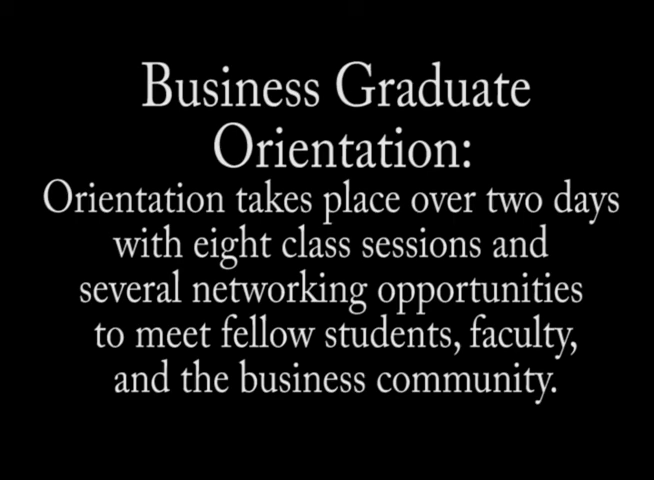 Business Graduate
Orientation:
Orientation takes place over two days
with eight class sessions and
several networking opportunities
to meet fellow students, faculty,
and the business community.